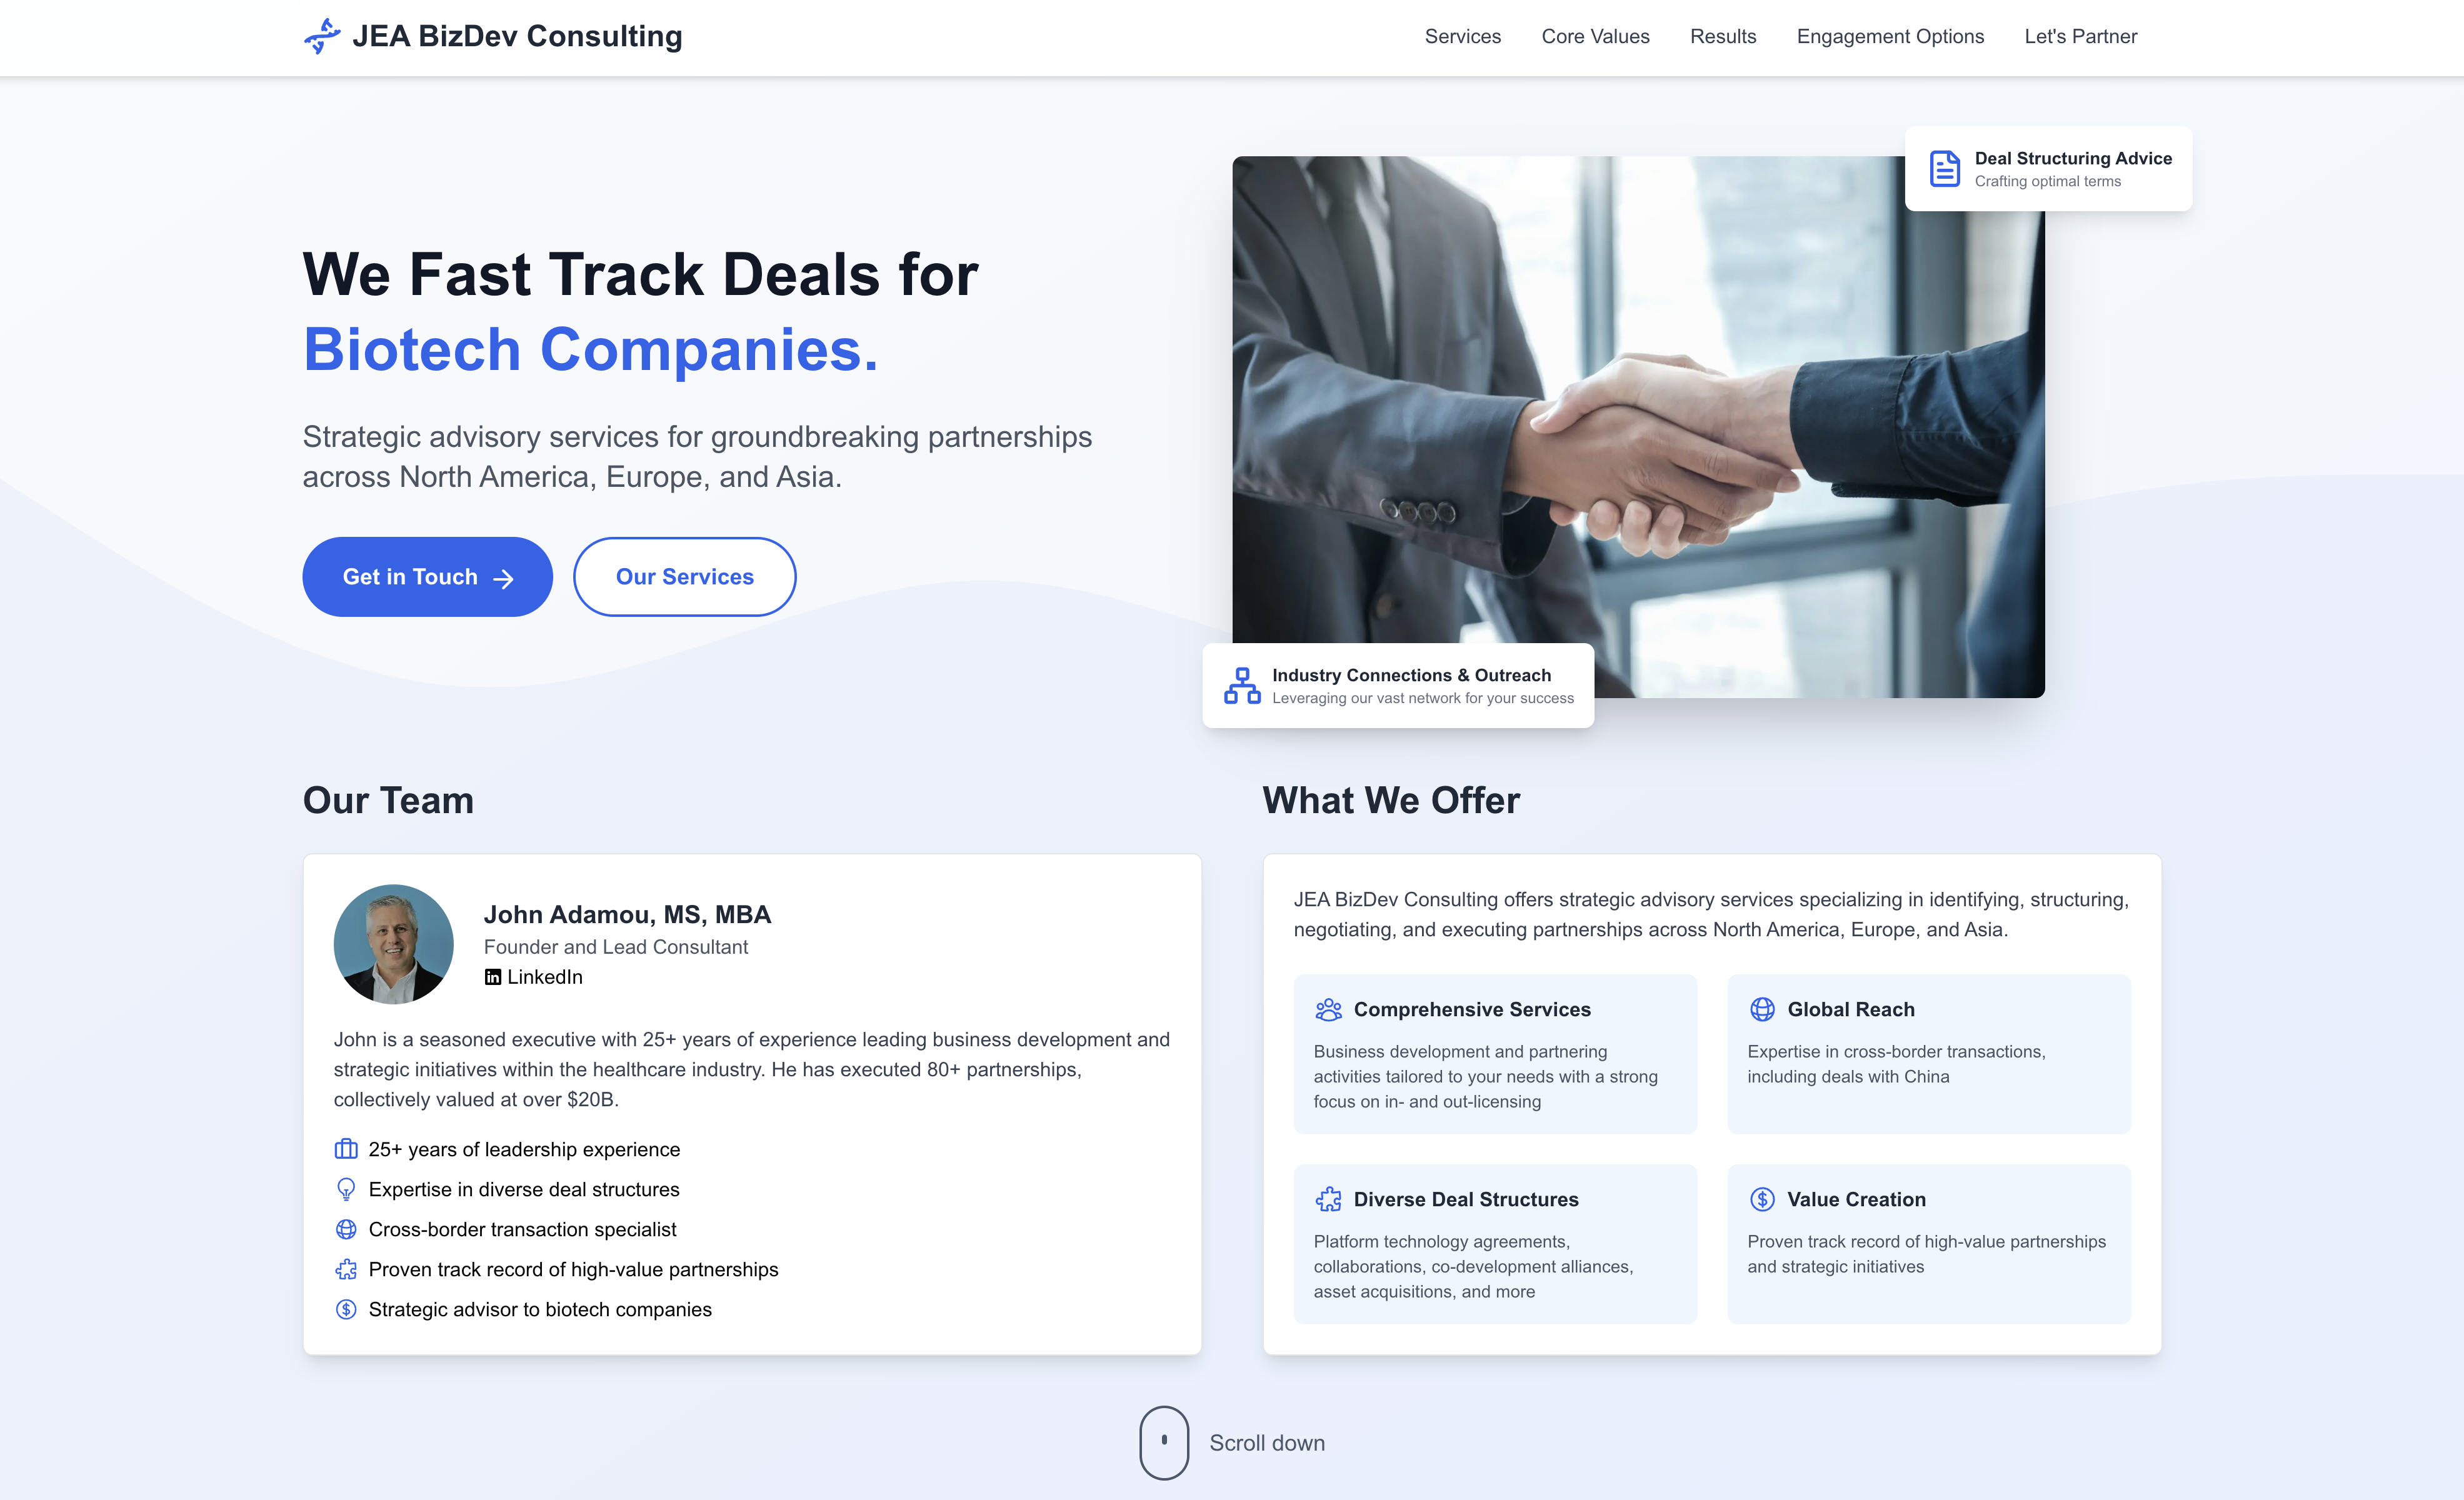 JEA BizDev Consulting
Services
Core Values
Results
Engagement Options
Let's Partner
We Fast Track Deals for
Biotech Companies.
Strategic advisory services for groundbreaking partnerships
across North America, Europe, and Asia.
Get in Touch →
Our Services
Deal Structuring Advice
Crafting optimal terms
Industry Connections & Outreach
Leveraging our vast network for your success
Our Team
John Adamou, MS, MBA
Founder and Lead Consultant
in LinkedIn
John is a seasoned executive with 25+ years of experience leading business development and
strategic initiatives within the healthcare industry. He has executed 80+ partnerships,
collectively valued at over $20B.
25+ years of leadership experience
Expertise in diverse deal structures
Cross-border transaction specialist
Proven track record of high-value partnerships
Strategic advisor to biotech companies
What We Offer
JEA BizDev Consulting offers strategic advisory services specializing in identifying, structuring,
negotiating, and executing partnerships across North America, Europe, and Asia.
Comprehensive Services
Business development and partnering
activities tailored to your needs with a strong
focus on in- and out-licensing
Global Reach
Expertise in cross-border transactions,
including deals with China
Diverse Deal Structures
Platform technology agreements,
collaborations, co-development alliances,
asset acquisitions, and more
Value Creation
Proven track record of high-value partnerships
and strategic initiatives
Scroll down